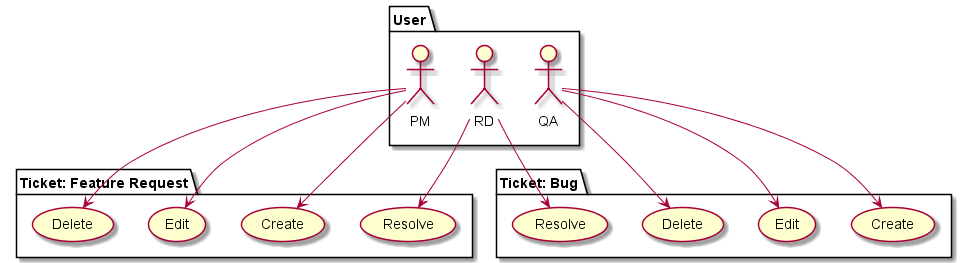 User
PM
RD
QA
Ticket: Feature Request
Delete
Edit
Create
Resolve
Ticket: Bug
Resolve
Delete
Edit
Create